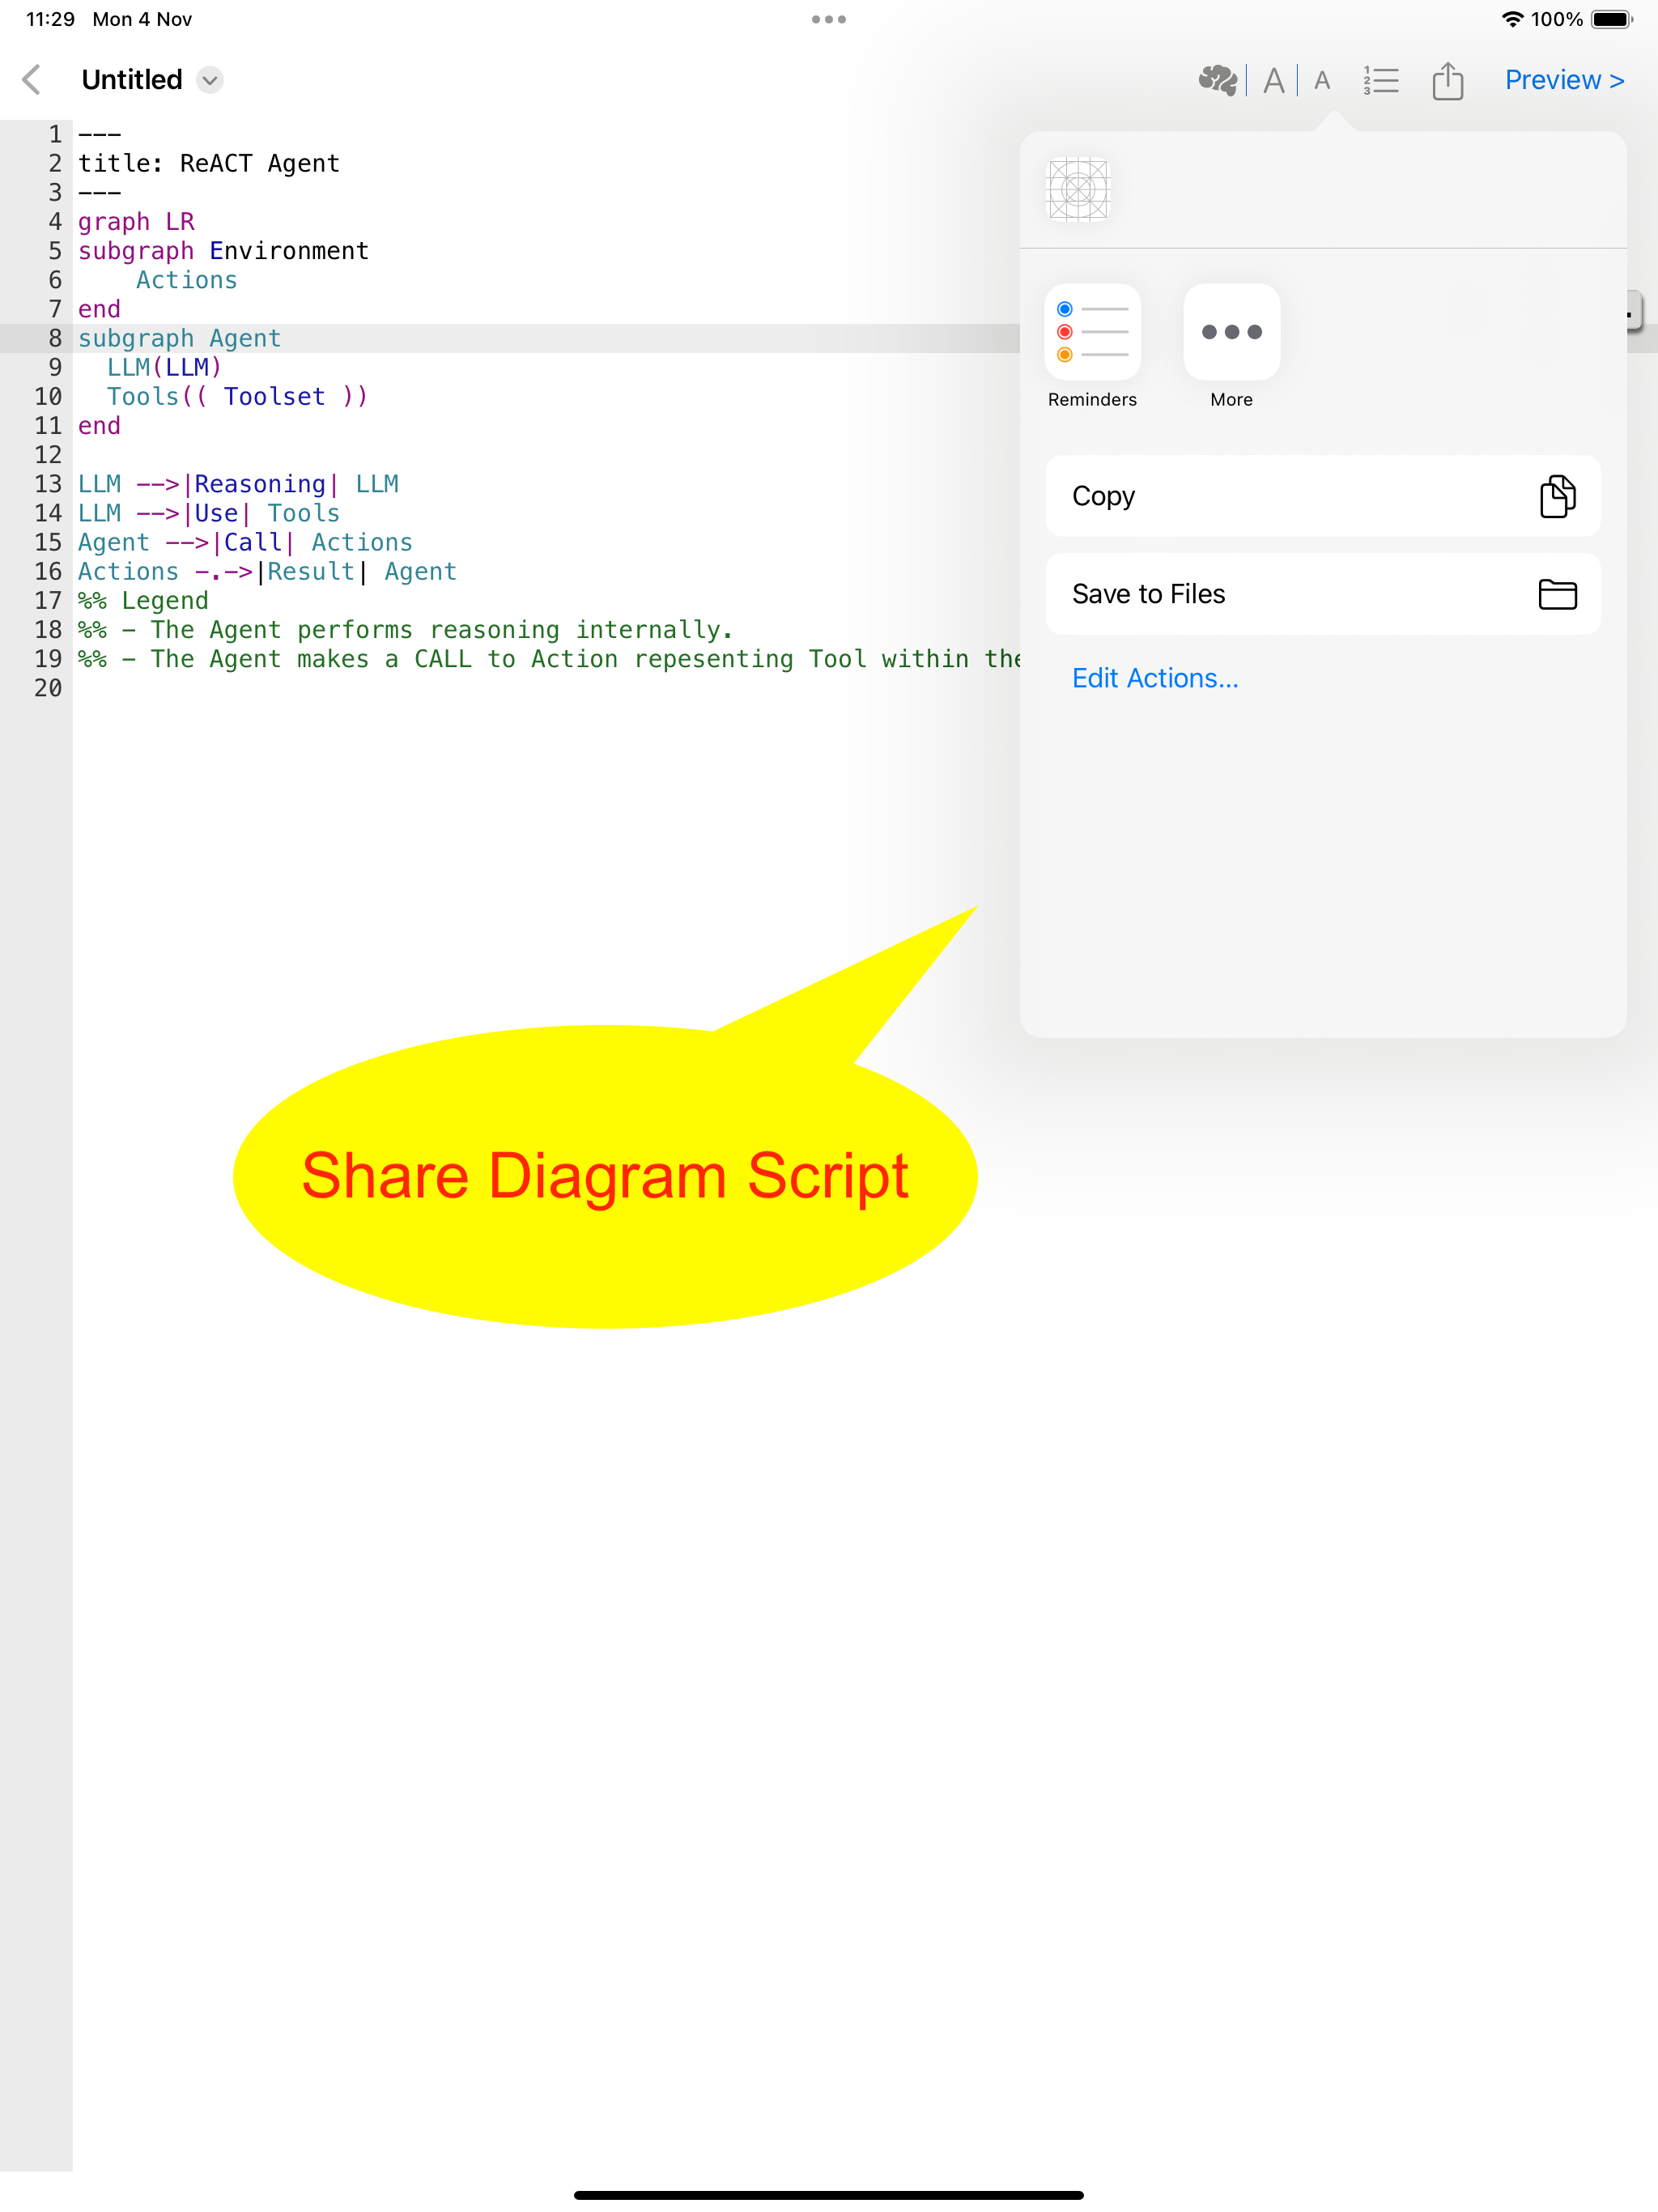 11:29 Mon 4 Nov
100%
Untitled
A A
Preview >
1 ---
2 title: ReACT Agent
3 ---
4 graph LR
5 subgraph Environment
6     Actions
7 end
8 subgraph Agent
9   LLM(LLM)
10   Tools(( Toolset ))
11 end
12
13 LLM -->|Reasoning| LLM
14 LLM -->|Use| Tools
15 Agent -->|Call| Actions
16 Actions -.->|Result| Agent
17 %% Legend
18 %% - The Agent performs reasoning internally.
19 %% - The Agent makes a CALL to Action repesenting Tool within the
20
Reminders
More
Copy
Save to Files
Edit Actions...
Share Diagram Script